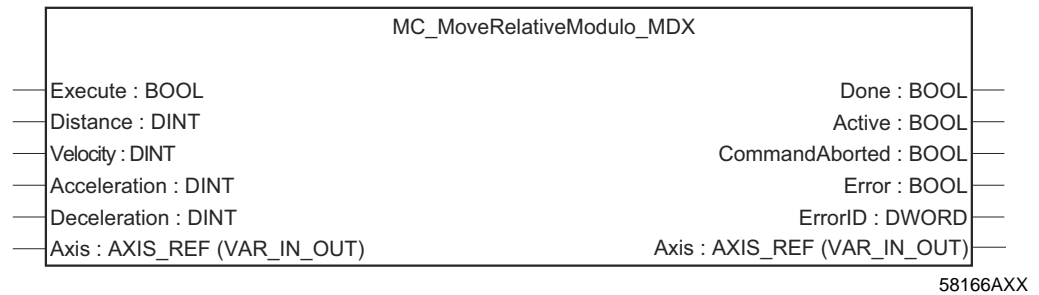 MC_MoveRelativeModulo_MDX
Execute : BOOL
Done : BOOL
Distance : DINT
Active : BOOL
Velocity : DINT
CommandAborted : BOOL
Acceleration : DINT
Error : BOOL
Deceleration : DINT
ErrorID : DWORD
Axis : AXIS_REF (VAR_IN_OUT)
Axis : AXIS_REF (VAR_IN_OUT)
58166AXX